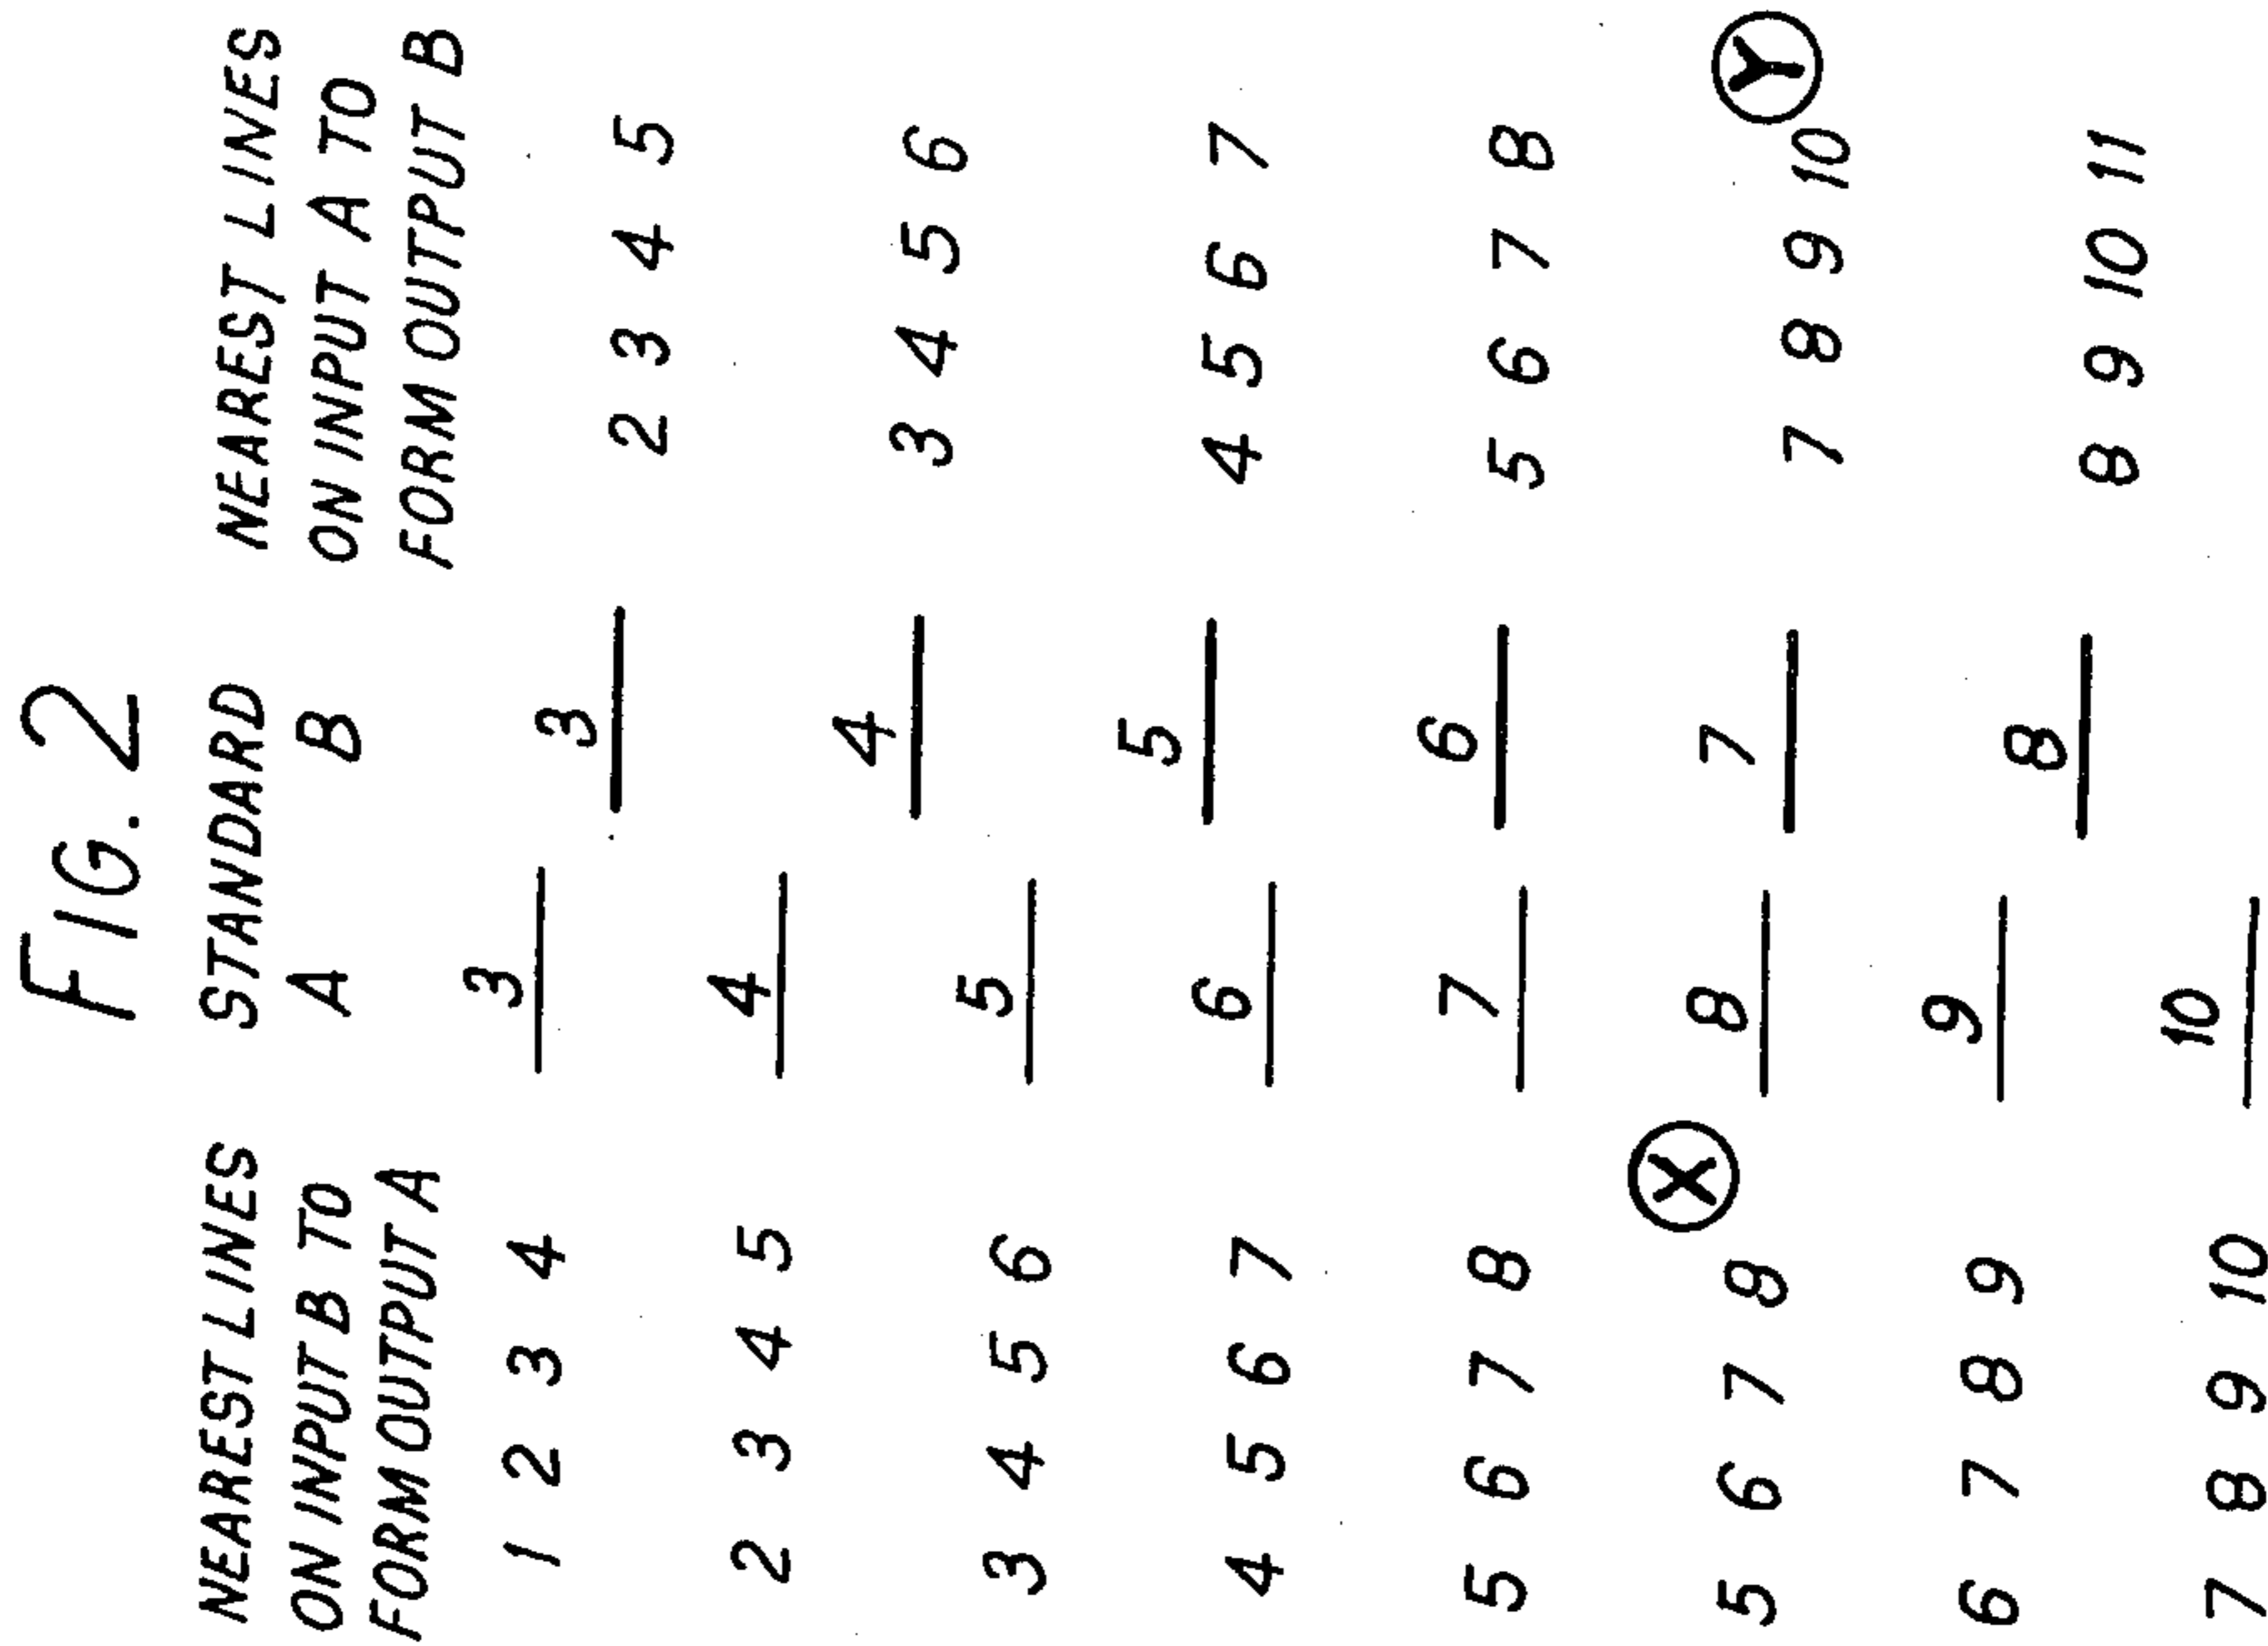 FIG. 2
NEAREST LINES STANDARD NEAREST LINES
ON INPUT B TO A B ON INPUT A TO
FORM OUTPUT A FORM OUTPUT B
1 2 3 4 3 3 2 3 4 5
2 3 4 5 4
4 3 4 5 6
3 4 5 6 5
5 4 5 6 7
4 5 6 7 6
6 5 6 7 8
5 6 7 8 7
5 6 7 8 X 8 7 7 8 9 10 Y
6 7 8 9 9
8 8 9 10 11
7 8 9 10 10